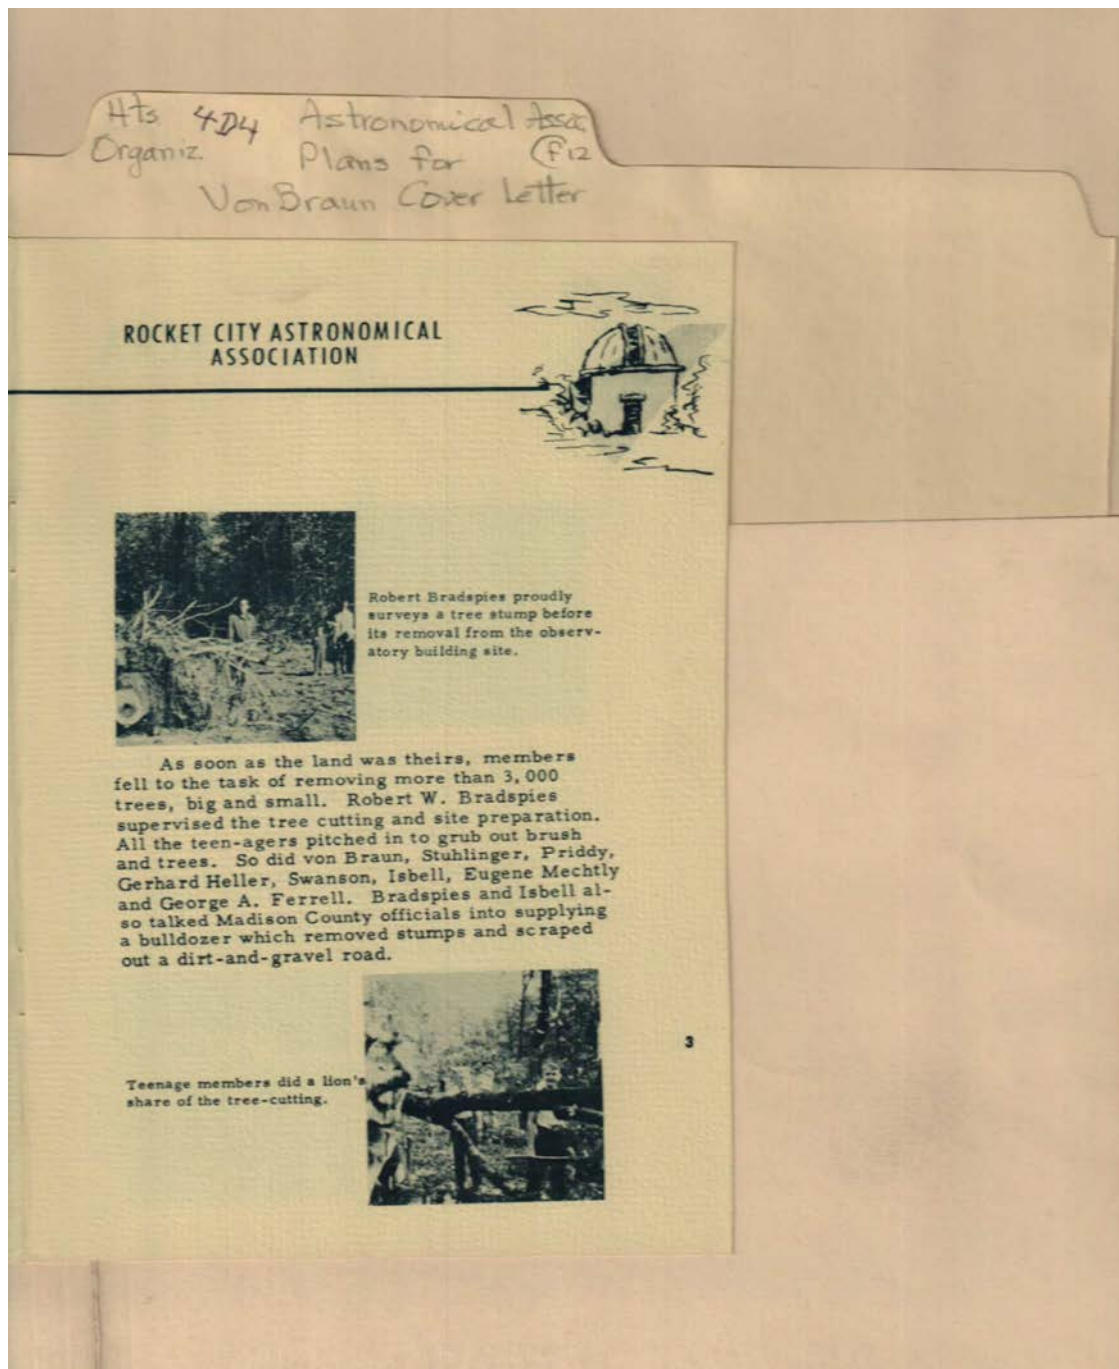 Hts 4D4 Astronomical Assoc
Organiz. Plans for F12
Von Braun Cover Letter
ROCKET CITY ASTRONOMICAL
ASSOCIATION
Robert Bradspies proudly
surveys a tree stump before
its removal from the observ-
atory building site.
As soon as the land was theirs, members
fell to the task of removing more than 3,000
trees, big and small. Robert W. Bradspies
supervised the tree cutting and site preparation.
All the teen-agers pitched in to grub out brush
and trees. So did von Braun, Stuhlinger, Priddy,
Gerhard Heller, Swanson, Isbell, Eugene Mechtly
and George A. Ferrell. Bradspies and Isbell al-
so talked Madison County officials into supplying
a bulldozer which removed stumps and scraped
out a dirt-and-gravel road.
3
Teenage members did a lion's
share of the tree-cutting.